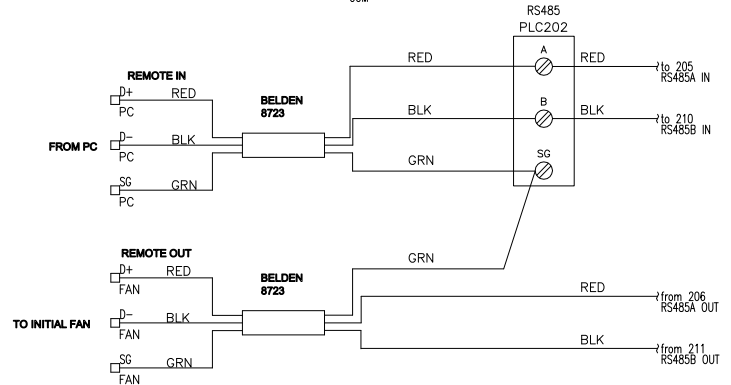 RS485
PLC202
A
RED
RED
to 205
RS485A IN
REMOTE IN
D+
RED
PC
BELDEN
8723
BLK
B
BLK
to 210
RS485B IN
FROM PC
D-
BLK
PC
GRN
SG
SG
GRN
PC
REMOTE OUT
D+
RED
FAN
BELDEN
8723
GRN
RED
from 206
RS485A OUT
TO INITIAL FAN
D-
BLK
FAN
BLK
from 211
RS485B OUT
SG
GRN
FAN